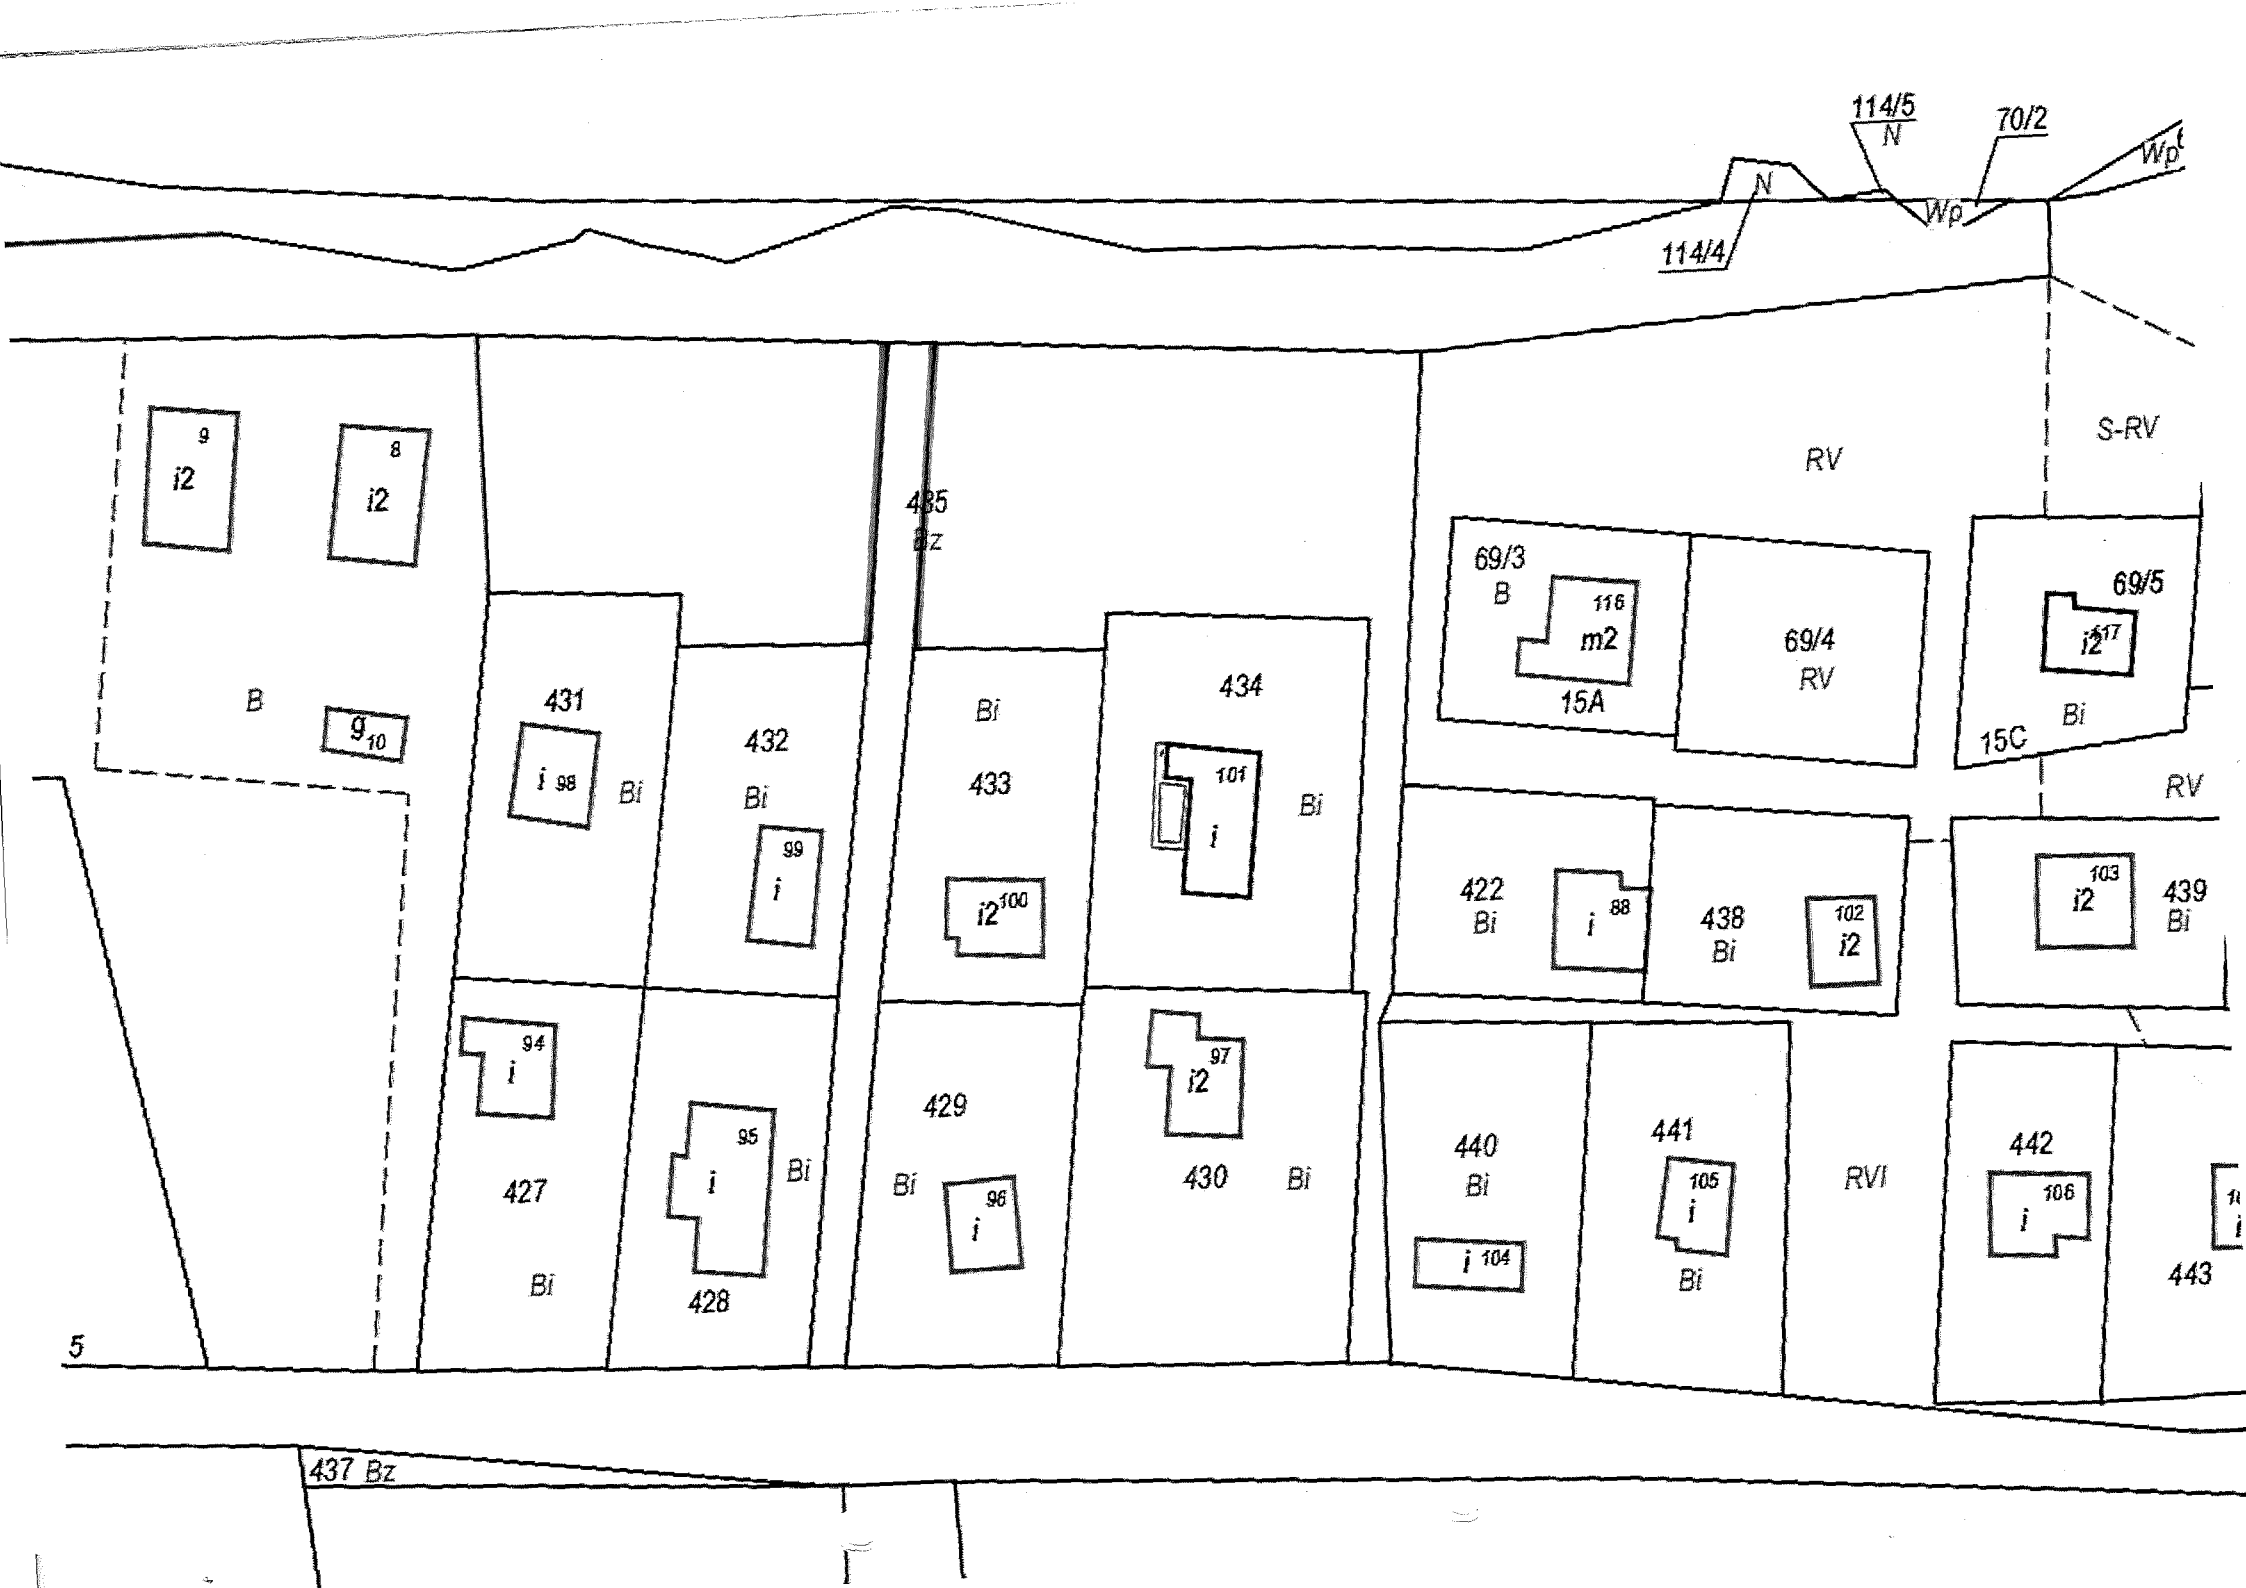 114/5
N
70/2
Wp
N
Wp
114/4
9
i2
8
i2
S-RV
RV
485
Bz
69/3
B
116
m2
15A
69/4
RV
69/5
i2
117
Bi
15C
RV
B
g
10
431
i
98
Bi
432
Bi
99
i
Bi
433
i2
100
434
101
i
Bi
422
Bi
i
88
438
Bi
102
i2
103
i2
439
Bi
94
i
427
Bi
95
i
Bi
428
429
Bi
96
i
97
i2
430
Bi
440
Bi
i
104
441
105
i
Bi
RVI
442
106
i
443
i
5
437 Bz